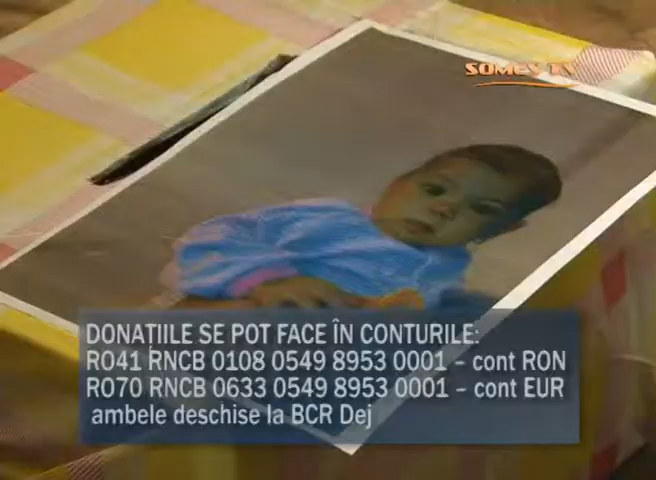 SOMEȘ TV
DONAȚIILE SE POT FACE ÎN CONTURILE:
RO41 RNCB 0108 0549 8953 0001 – cont RON
RO70 RNCB 0633 0549 8953 0001 – cont EUR
ambele deschise la BCR Dej